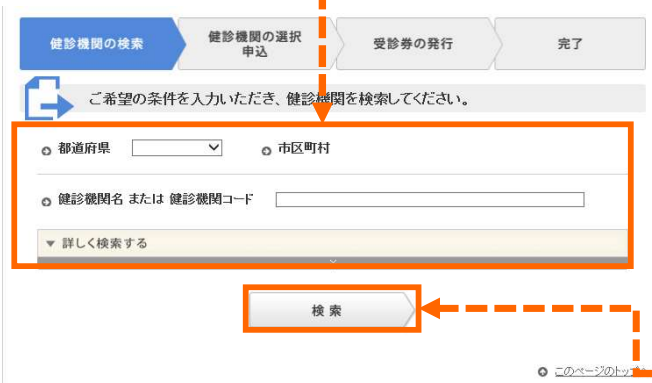 健診機関の検索
健診機関の選択
申込
受診券の発行
完了
ご希望の条件を入力いただき、健診機関を検索してください。
都道府県
市区町村
健診機関名 または 健診機関コード
▼ 詳しく検索する
検 索
このページのトップ